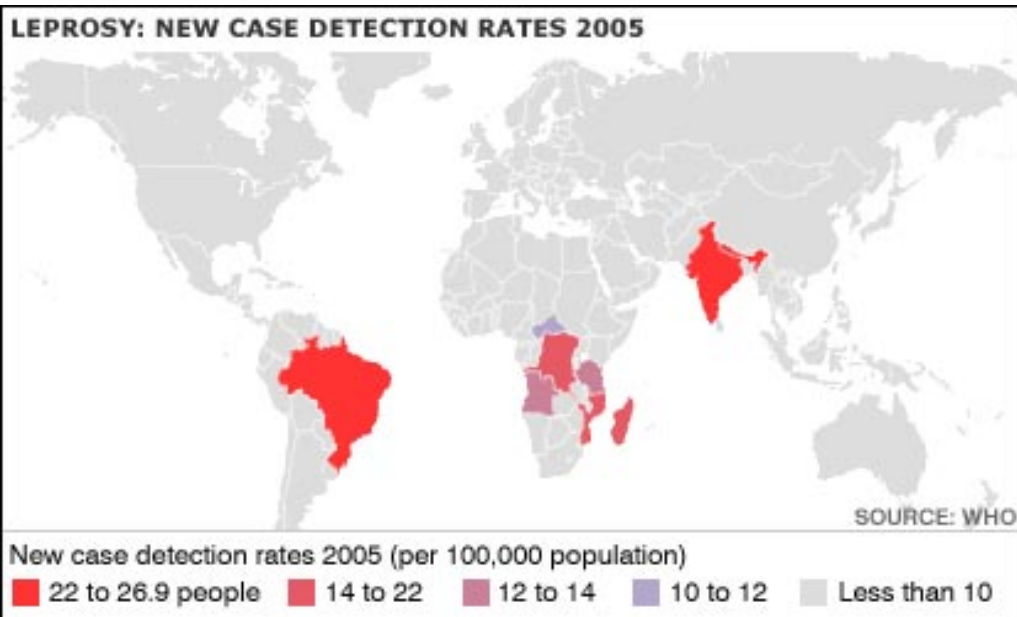 LEPROSY: NEW CASE DETECTION RATES 2005
SOURCE: WHO
New case detection rates 2005 (per 100,000 population)
22 to 26.9 people 14 to 22 12 to 14 10 to 12 Less than 10